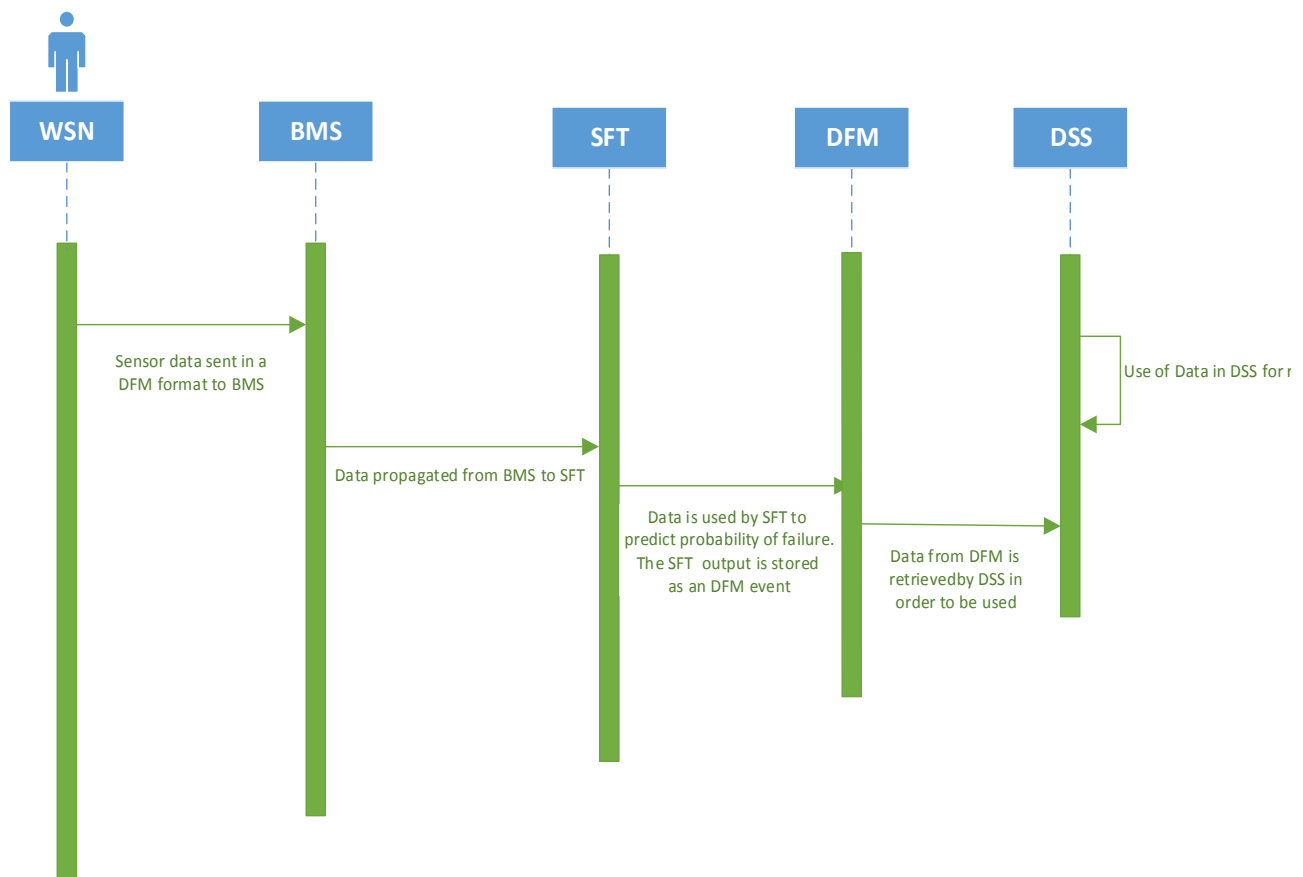 WSN
BMS
SFT
DFM
DSS
Sensor data sent in a
DFM format to BMS
Use of Data in DSS for
Data propagated from BMS to SFT
Data is used by SFT to
predict probability of failure.
The SFT output is stored
as an DFM event
Data from DFM is
retrievedby DSS in
order to be used